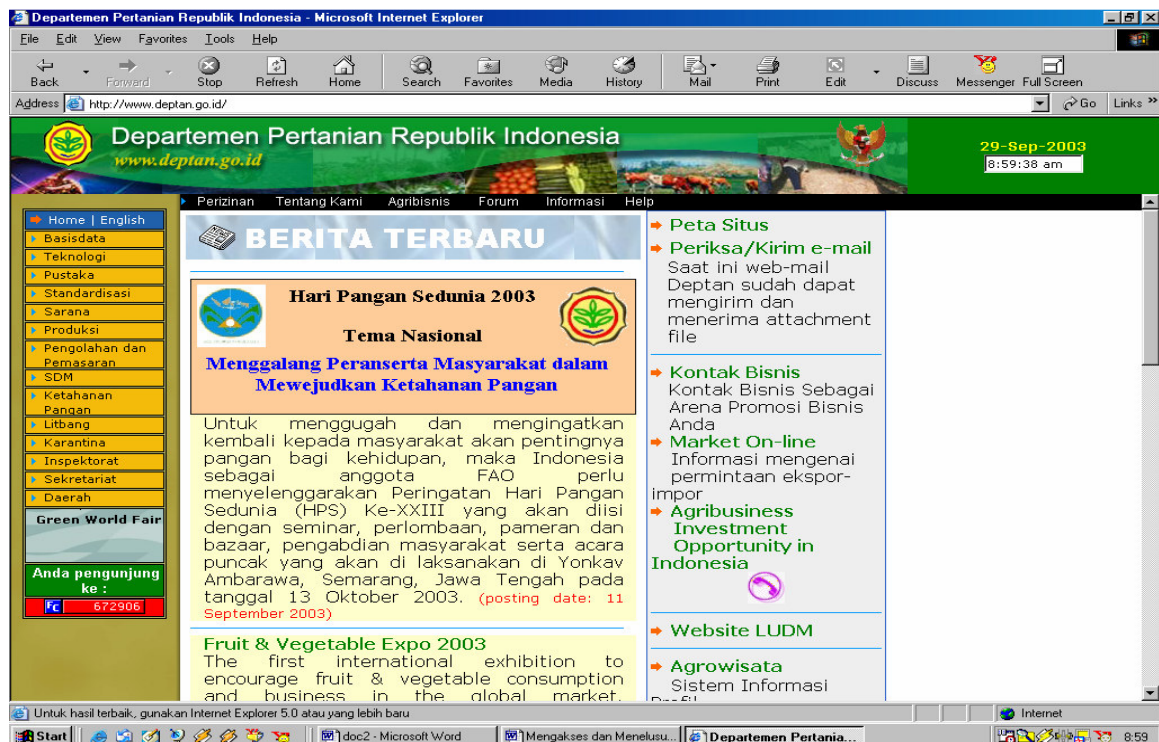 Departemen Pertanian Republik Indonesia - Microsoft Internet Explorer
File Edit View Favorites Tools Help
Back Forward Stop Refresh Home Search Favorites Media History Mail Print Edit Discuss Messenger Full Screen
Address http://www.deptan.go.id/ Go Links »
Departemen Pertanian Republik Indonesia
www.deptan.go.id
29-Sep-2003
8:59:38 am
Perizinan Tentang Kami Agribisnis Forum Informasi Help
Home | English
Basisdata
Teknologi
Pustaka
Standardisasi
Sarana
Produksi
Pengolahan dan
Pemasaran
SDM
Ketahanan
Pangan
Litbang
Karantina
Inspektorat
Sekretariat
Daerah
Green World Fair
Anda pengunjung
ke :
FC 672906
BERITA TERBARU
Hari Pangan Sedunia 2003
Tema Nasional
Menggalang Peranserta Masyarakat dalam
Mewejudkan Ketahanan Pangan
Untuk menggugah dan mengingatkan
kembali kepada masyarakat akan pentingnya
pangan bagi kehidupan, maka Indonesia
sebagai anggota FAO perlu
menyelenggarakan Peringatan Hari Pangan
Sedunia (HPS) Ke-XXIII yang akan diisi
dengan seminar, perlombaan, pameran dan
bazaar, pengabdian masyarakat serta acara
puncak yang akan di laksanakan di Yonkav
Ambarawa, Semarang, Jawa Tengah pada
tanggal 13 Oktober 2003. (posting date: 11
September 2003)
Fruit & Vegetable Expo 2003
The first international exhibition to
encourage fruit & vegetable consumption
and business in the global market.
Peta Situs
Periksa/Kirim e-mail
Saat ini web-mail
Deptan sudah dapat
mengirim dan
menerima attachment
file
Kontak Bisnis
Kontak Bisnis Sebagai
Arena Promosi Bisnis
Anda
Market On-line
Informasi mengenai
permintaan ekspor-
impor
Agribusiness
Investment
Opportunity in
Indonesia
Website LUDM
Agrowisata
Sistem Informasi
Untuk hasil terbaik, gunakan Internet Explorer 5.0 atau yang lebih baru Internet
Start doc2 - Microsoft Word Mengakses dan Menelusu... Departemen Pertania... 8:59